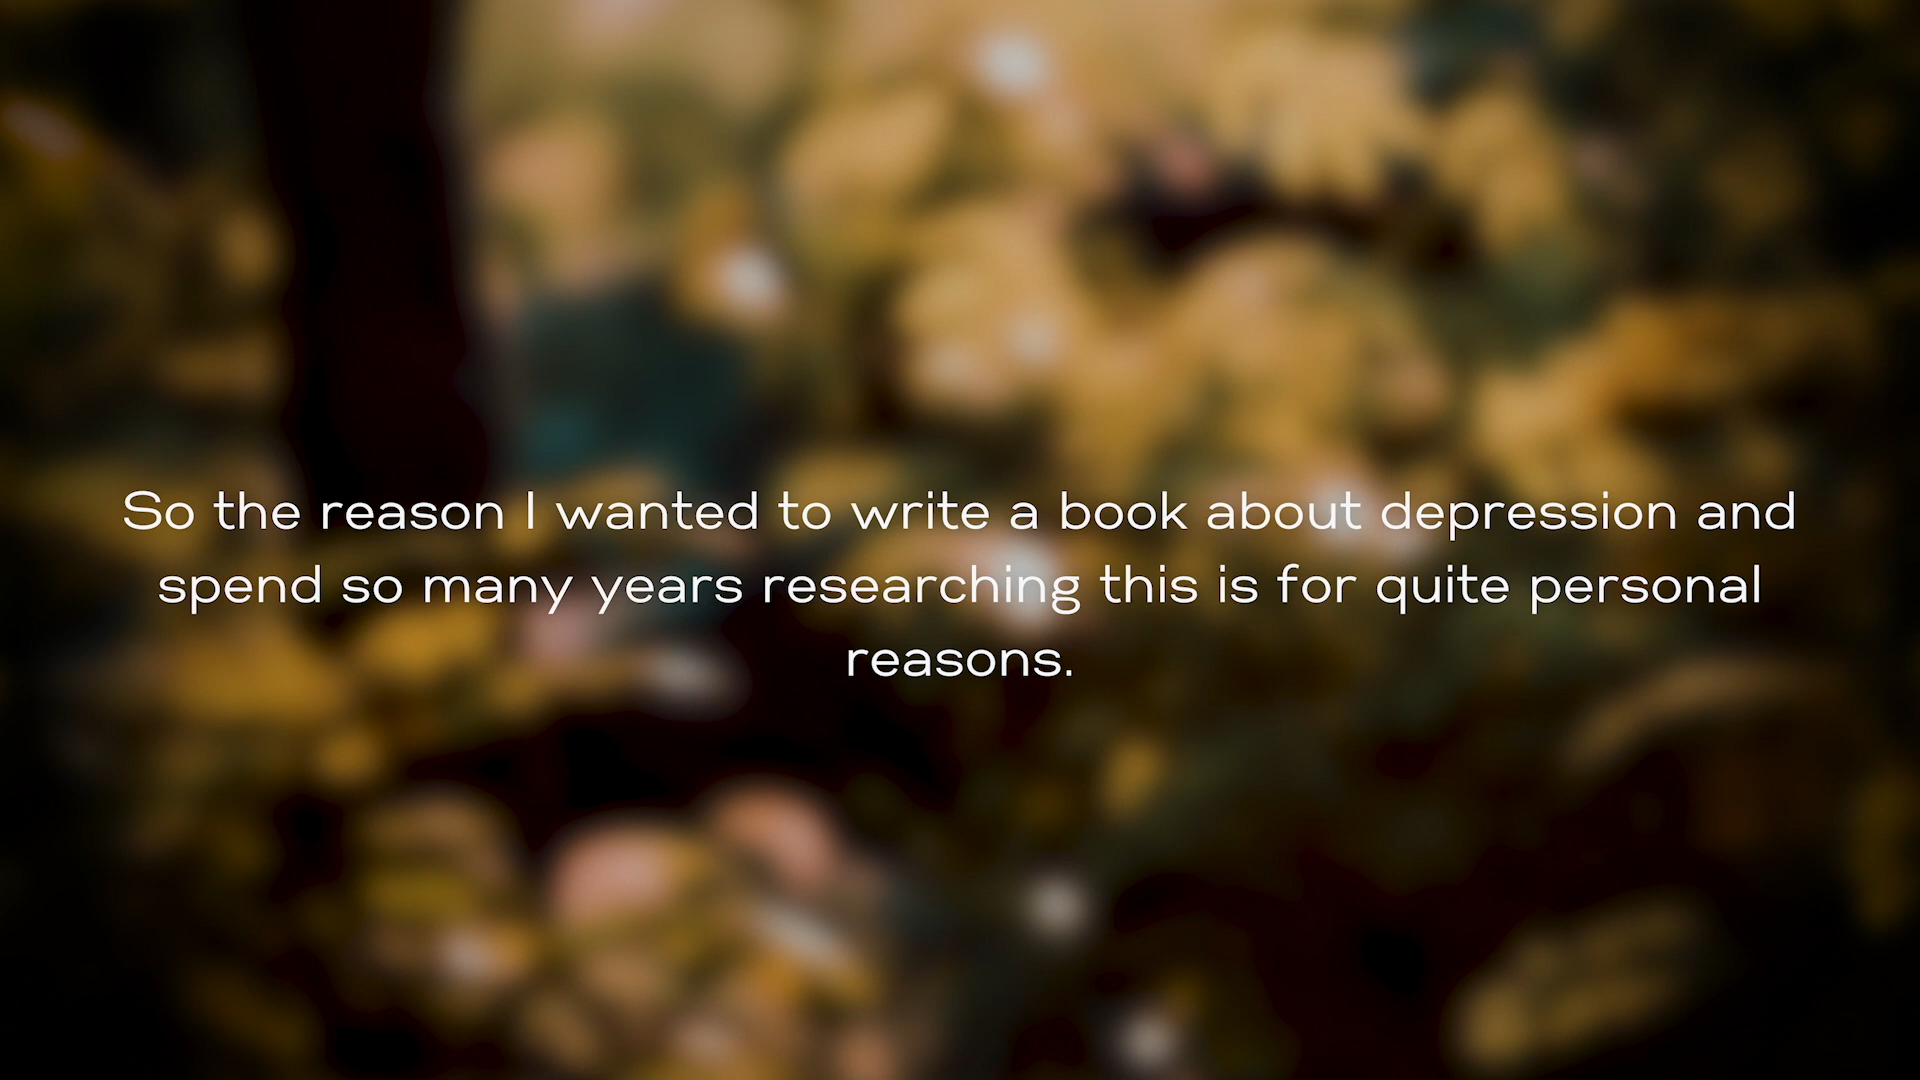 So the reason I wanted to write a book about depression and
spend so many years researching this is for quite personal
reasons.